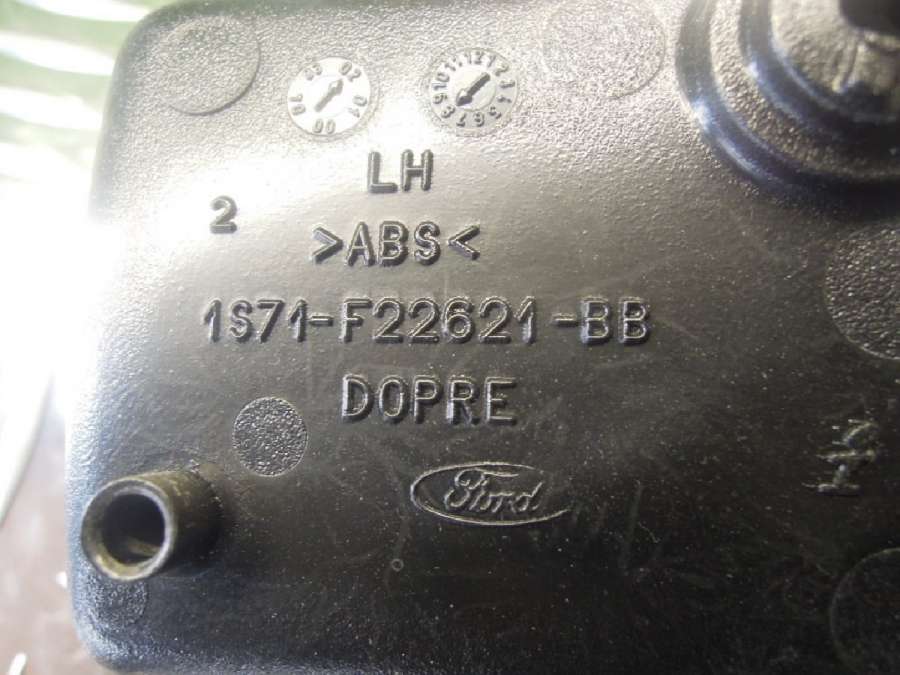 LH
2
>ABS<
1S71-F22621-BB
DOPRE
Ford